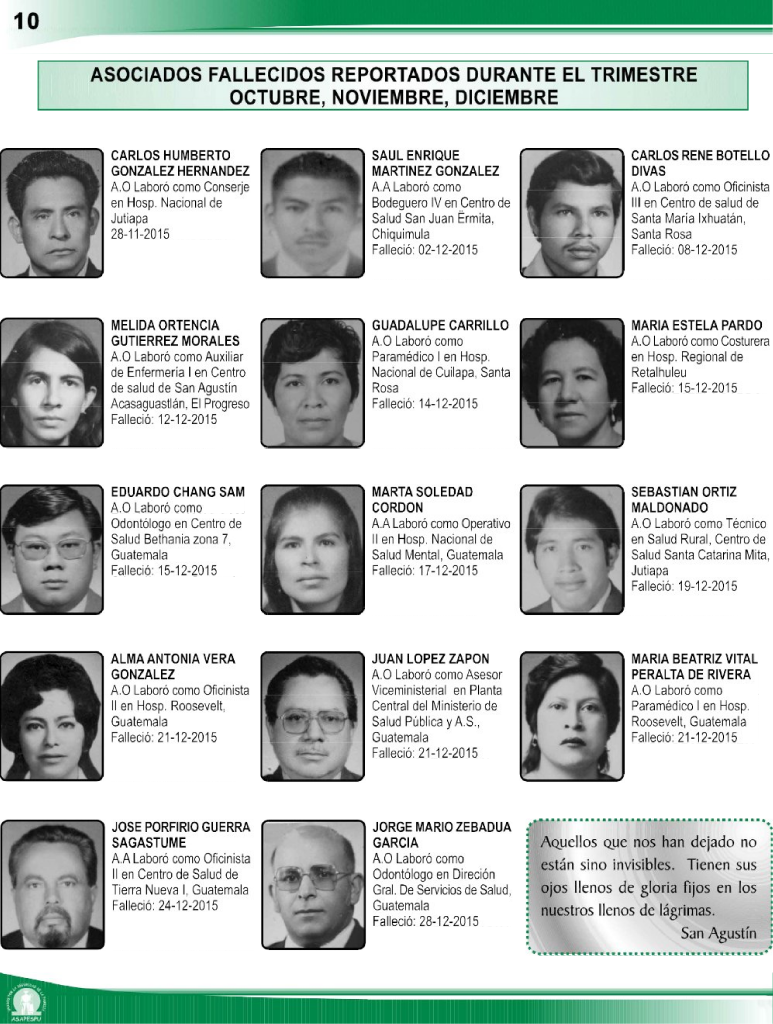 10
ASOCIADOS FALLECIDOS REPORTADOS DURANTE EL TRIMESTRE
OCTUBRE, NOVIEMBRE, DICIEMBRE
CARLOS HUMBERTO
GONZALEZ HERNANDEZ
A.O Laboró como Conserje
en Hosp. Nacional de
Jutiapa
28-11-2015
SAUL ENRIQUE
MARTINEZ GONZALEZ
A.A Laboró como
Bodeguero IV en Centro de
Salud San Juan Ërmita,
Chiquimula
Falleció: 02-12-2015
CARLOS RENE BOTELLO
DIVAS
A.O Laboró como Oficinista
III en Centro de salud de
Santa María Ixhuatán,
Santa Rosa
Falleció: 08-12-2015
MELIDA ORTENCIA
GUTIERREZ MORALES
A.O Laboró como Auxiliar
de Enfermería I en Centro
de salud de San Agustín
Acasaguastlán, El Progreso
Falleció: 12-12-2015
GUADALUPE CARRILLO
A.O Laboró como
Paramédico I en Hosp.
Nacional de Cuilapa, Santa
Rosa
Falleció: 14-12-2015
MARIA ESTELA PARDO
A.O Laboró como Costurera
en Hosp. Regional de
Retalhuleu
Falleció: 15-12-2015
EDUARDO CHANG SAM
A.O Laboró como
Odontólogo en Centro de
Salud Bethania zona 7,
Guatemala
Falleció: 15-12-2015
MARTA SOLEDAD
CORDON
A.A Laboró como Operativo
II en Hosp. Nacional de
Salud Mental, Guatemala
Falleció: 17-12-2015
SEBASTIAN ORTIZ
MALDONADO
A.O Laboró como Técnico
en Salud Rural, Centro de
Salud Santa Catarina Mita,
Jutiapa
Falleció: 19-12-2015
ALMA ANTONIA VERA
GONZALEZ
A.O Laboró como Oficinista
II en Hosp. Roosevelt,
Guatemala
Falleció: 21-12-2015
JUAN LOPEZ ZAPON
A.O Laboró como Asesor
Viceministerial en Planta
Central del Ministerio de
Salud Pública y A.S.,
Guatemala
Falleció: 21-12-2015
MARIA BEATRIZ VITAL
PERALTA DE RIVERA
A.O Laboró como
Paramédico I en Hosp.
Roosevelt, Guatemala
Falleció: 21-12-2015
JOSE PORFIRIO GUERRA
SAGASTUME
A.A Laboró como Oficinista
II en Centro de Salud de
Tierra Nueva I, Guatemala
Falleció: 24-12-2015
JORGE MARIO ZEBADUA
GARCIA
A.O Laboró como
Odontólogo en Direción
Gral. De Servicios de Salud,
Guatemala
Falleció: 28-12-2015
Aquellos que nos han dejado no
están sino invisibles. Tienen sus
ojos llenos de gloria fijos en los
nuestros llenos de lágrimas.
San Agustín
ASAPESPU